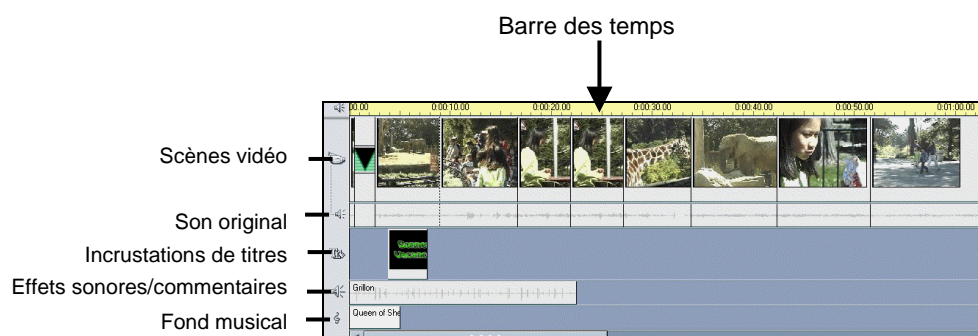 Barre des temps
00.00 0:00:10.00 0:00:20.00 0:00:30.00 0:00:40.00 0:00:50.00 0:01:00.00
Scènes vidéo
Son original
Incrustations de titres
Effets sonores/commentaires
Grillon
Fond musical
Queen of She